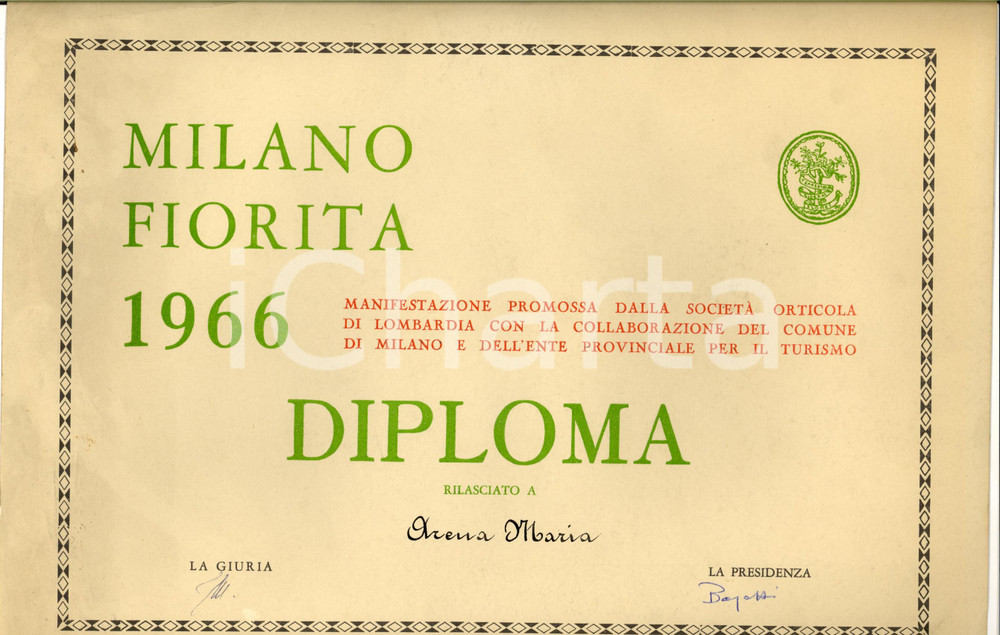 MILANO
FIORITA
1966
MANIFESTAZIONE PROMOSSA DALLA SOCIETÀ ORTICOLA
DI LOMBARDIA CON LA COLLABORAZIONE DEL COMUNE
DI MILANO E DELL'ENTE PROVINCIALE PER IL TURISMO
iCharta
DIPLOMA
RILASCIATO A
Arena Maria
LA GIURIA
LA PRESIDENZA